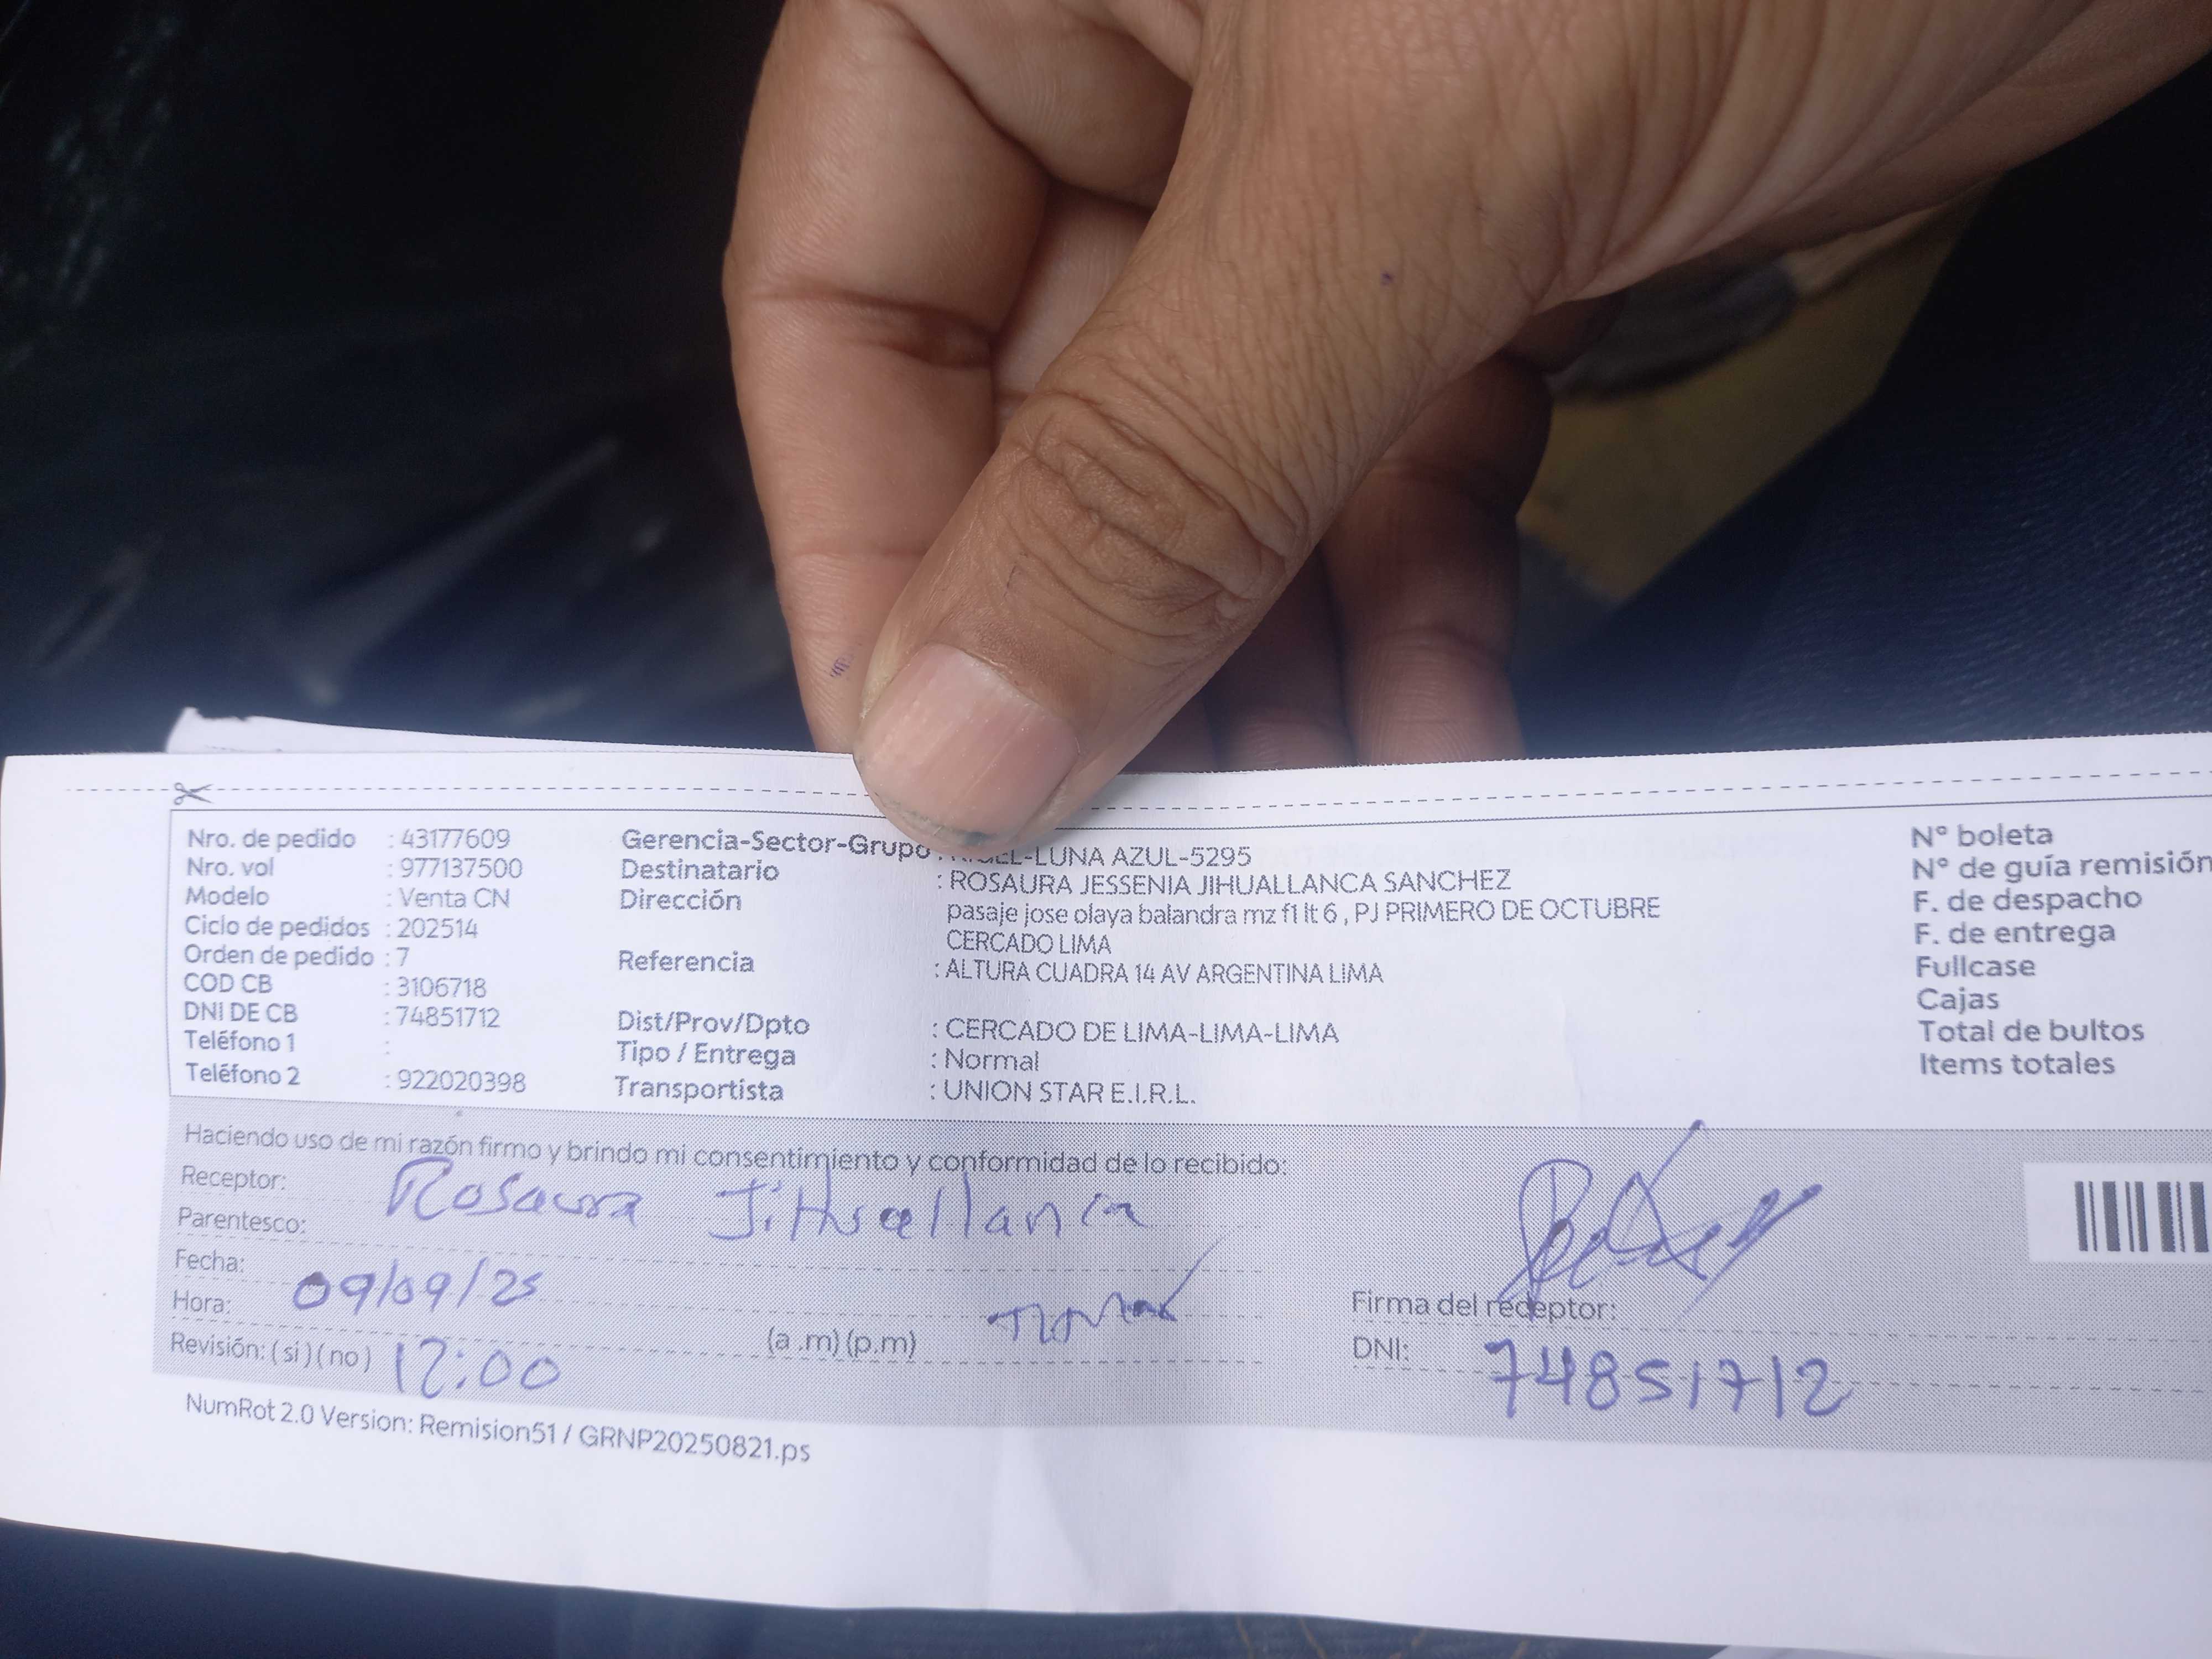 Nro. de pedido : 43177609
Nro. vol : 977137500
Modelo : Venta CN
Ciclo de pedidos : 202514
Orden de pedido : 7
COD CB : 3106718
DNI DE CB : 74851712
Teléfono 1 :
Teléfono 2 : 922020398
Gerencia-Sector-Grupo : -LUNA AZUL-5295
Destinatario : ROSAURA JESSENIA JIHUALLANCA SANCHEZ
Dirección pasaje jose olaya balandra mz f1 lt 6 , PJ PRIMERO DE OCTUBRE
CERCADO LIMA
Referencia : ALTURA CUADRA 14 AV ARGENTINA LIMA
Dist/Prov/Dpto : CERCADO DE LIMA-LIMA-LIMA
Tipo / Entrega : Normal
Transportista : UNION STAR E.I.R.L.
N° boleta
N° de guía remisión
F. de despacho
F. de entrega
Fullcase
Cajas
Total de bultos
Items totales
Haciendo uso de mi razón firmo y brindo mi consentimiento y conformidad de lo recibido:
Receptor: Rosaura Jihuallanca
Parentesco:
Fecha: 09/09/25
Hora: (a .m) (p.m)
Revisión: ( si ) ( no ) 12:00
Firma del receptor:
DNI: 74851712
NumRot 2.0 Version: Remision51 / GRNP20250821.ps